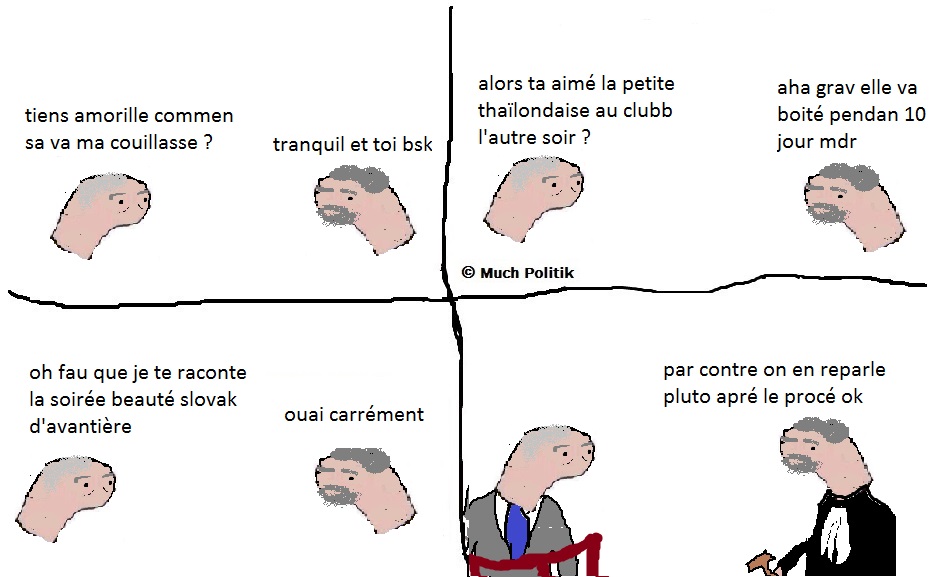 tiens amorille commen
sa va ma couillasse ?
tranquil et toi bsk
alors ta aimé la petite
thaïlondaise au clubb
l'autre soir ?
aha grav elle va
boité pendan 10
jour mdr
© Much Politik
oh fau que je te raconte
la soirée beauté slovak
d'avantière
ouai carrément
par contre on en reparle
pluto apré le procé ok